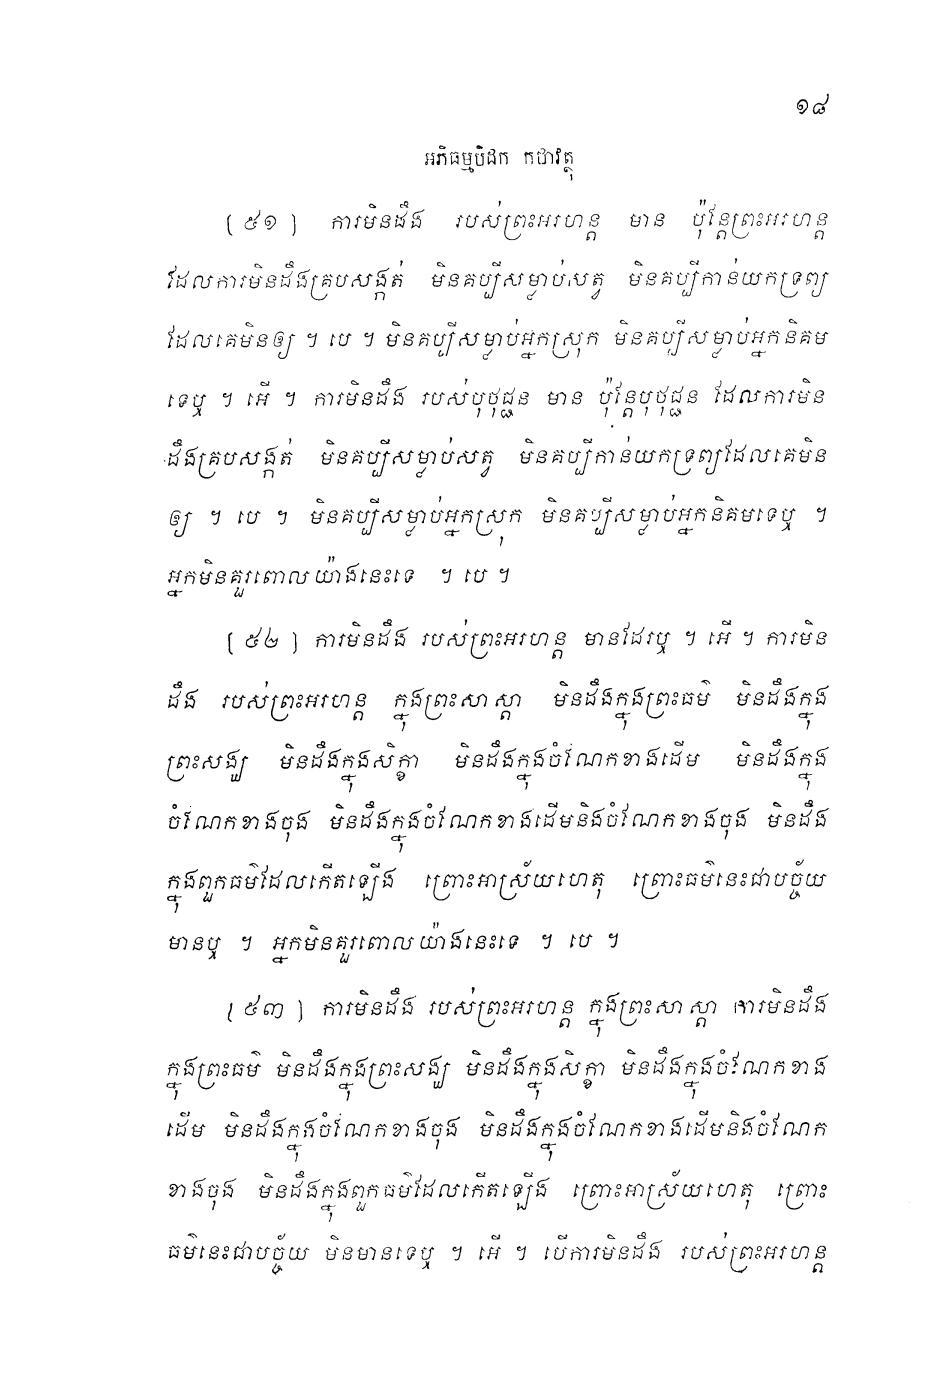 ១៨
អភិធម្មបិដក កថាវត្ថុ
(៥១) ការមិនដឹង របស់ព្រះអរហន្ត មាន ប៉ុន្តែព្រះអរហន្ត
ដែលការមិនដឹងគ្របសង្កត់ មិនគប្បីសម្លាប់សត្វ មិនគប្បីកាន់យកទ្រព្យ
ដែលគេមិនឲ្យ ។ បេ ។ មិនគប្បីសម្លាប់អ្នកស្រុក មិនគប្បីសម្លាប់អ្នកនិគម
ទេឬ ។ អើ ។ ការមិនដឹង របស់បុថុជ្ជន មាន ប៉ុន្តែបុថុជ្ជន ដែលការមិន
ដឹងគ្របសង្កត់ មិនគប្បីសម្លាប់សត្វ មិនគប្បីកាន់យកទ្រព្យដែលគេមិន
ឲ្យ ។ បេ ។ មិនគប្បីសម្លាប់អ្នកស្រុក មិនគប្បីសម្លាប់អ្នកនិគមទេឬ ។
អ្នកមិនគួរពោលយ៉ាងនេះទេ ។ បេ ។
(៥២) ការមិនដឹង របស់ព្រះអរហន្ត មានដែរឬ ។ អើ ។ ការមិន
ដឹង របស់ព្រះអរហន្ត ក្នុងព្រះសាស្តា មិនដឹងក្នុងព្រះធម៌ មិនដឹងក្នុង
ព្រះសង្ឃ មិនដឹងក្នុងសិក្ខា មិនដឹងក្នុងចំណែកខាងដើម មិនដឹងក្នុង
ចំណែកខាងចុង មិនដឹងក្នុងចំណែកខាងដើមនិងចំណែកខាងចុង មិនដឹង
ក្នុងពួកធម៌ដែលកើតឡើង ព្រោះអាស្រ័យហេតុ ព្រោះធម៌នេះជាបច្ច័យ
មានឬ ។ អ្នកមិនគួរពោលយ៉ាងនេះទេ ។ បេ ។
(៥៣) ការមិនដឹង របស់ព្រះអរហន្ត ក្នុងព្រះសាស្តា ការមិនដឹង
ក្នុងព្រះធម៌ មិនដឹងក្នុងព្រះសង្ឃ មិនដឹងក្នុងសិក្ខា មិនដឹងក្នុងចំណែកខាង
ដើម មិនដឹងក្នុងចំណែកខាងចុង មិនដឹងក្នុងចំណែកខាងដើមនិងចំណែក
ខាងចុង មិនដឹងក្នុងពួកធម៌ដែលកើតឡើង ព្រោះអាស្រ័យហេតុ ព្រោះ
ធម៌នេះជាបច្ច័យ មិនមានទេឬ ។ អើ ។ បើការមិនដឹង របស់ព្រះអរហន្ត